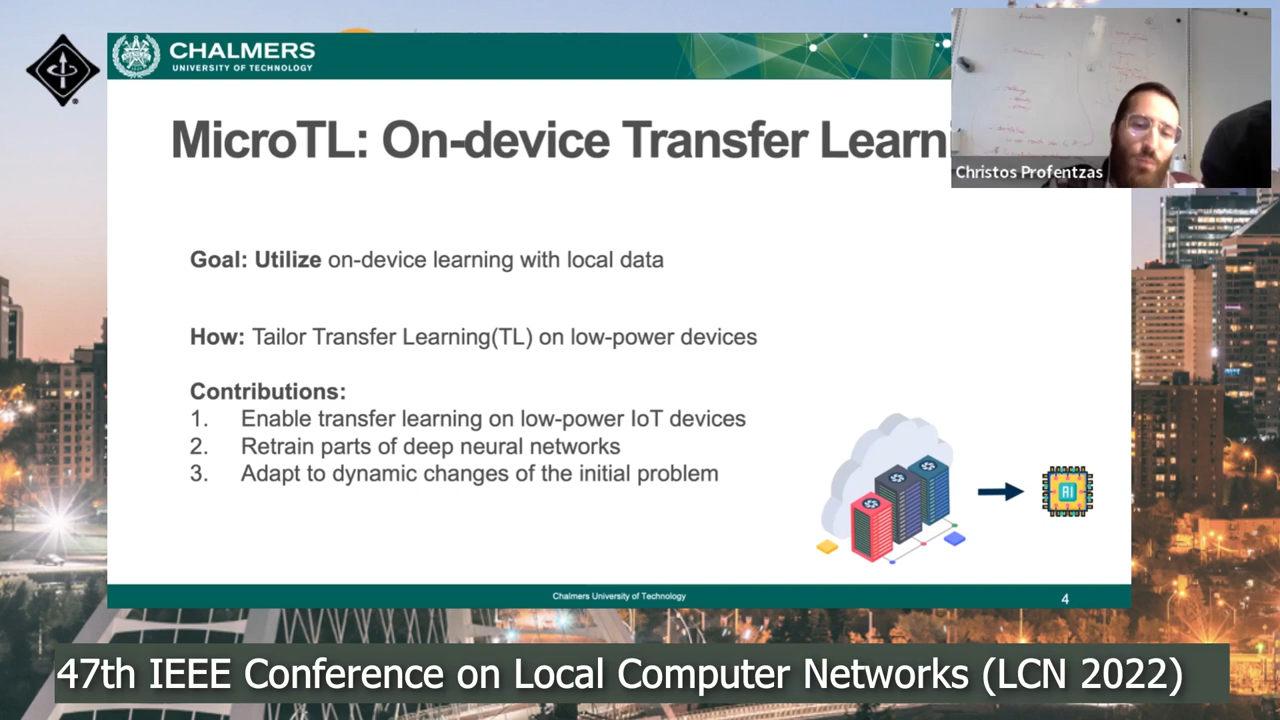 CHALMERS
UNIVERSITY OF TECHNOLOGY
MicroTL: On-device Transfer Learni
Christos Profentzas
Goal: Utilize on-device learning with local data
How: Tailor Transfer Learning(TL) on low-power devices
Contributions:
1. Enable transfer learning on low-power IoT devices
2. Retrain parts of deep neural networks
3. Adapt to dynamic changes of the initial problem
AI
Chalmers University of Technology
4
47th IEEE Conference on Local Computer Networks (LCN 2022)